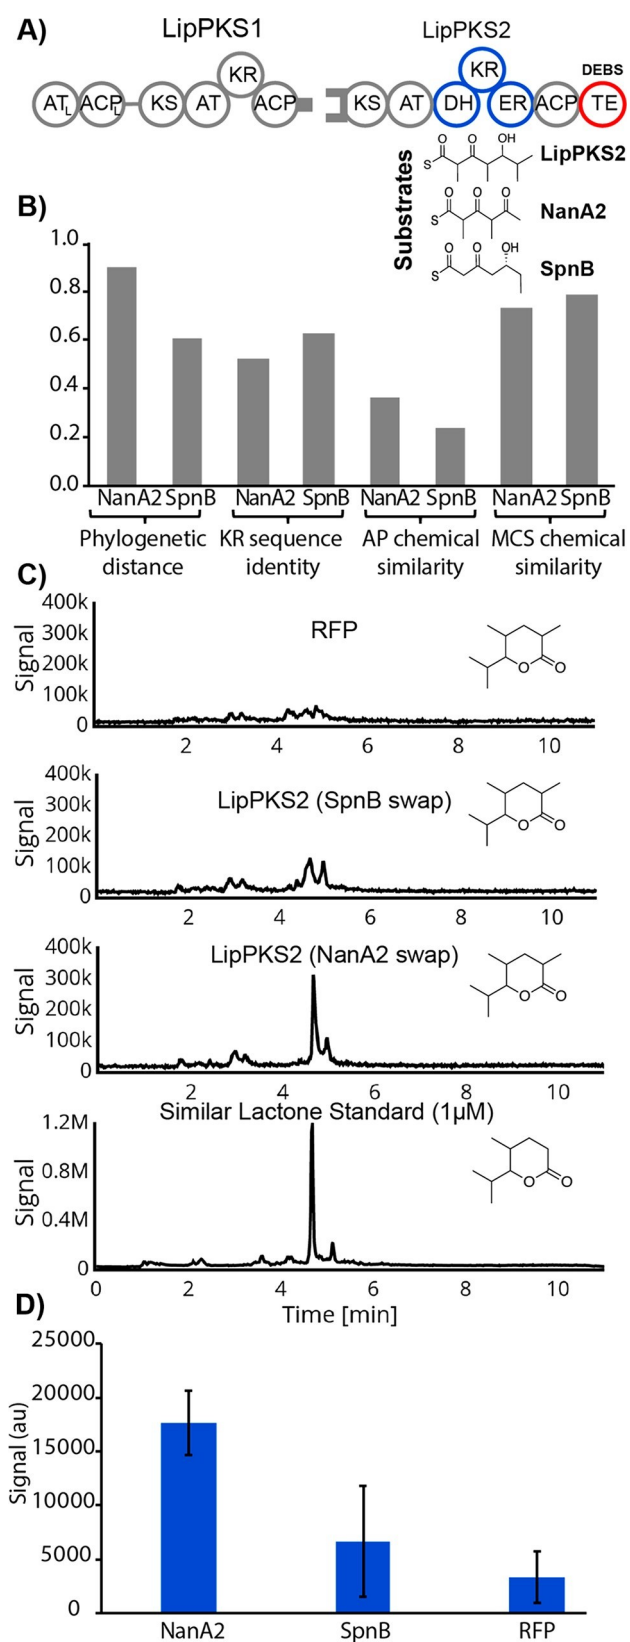 A)
LipPKS1
LipPKS2
DEBS
ATL ACPL KS AT KR ACP KS AT DH KR ER ACP TE
Substrates
S O O OH LipPKS2
S O O O NanA2
S O O OH SpnB
B)
1.0
0.8
0.6
0.4
0.2
0.0
NanA2 SpnB NanA2 SpnB NanA2 SpnB NanA2 SpnB
Phylogenetic distance
KR sequence identity
AP chemical similarity
MCS chemical similarity
C)
RFP
Signal
400k
300k
200k
100k
0
2 4 6 8 10
O O
LipPKS2 (SpnB swap)
Signal
400k
300k
200k
100k
0
2 4 6 8 10
O O
LipPKS2 (NanA2 swap)
Signal
400k
300k
200k
100k
0
2 4 6 8 10
O O
Similar Lactone Standard (1µM)
Signal
1.2M
0.8M
0.4M
0
0 2 4 6 8 10
O O
Time [min]
D)
Signal (au)
25000
20000
15000
10000
5000
0
NanA2 SpnB RFP